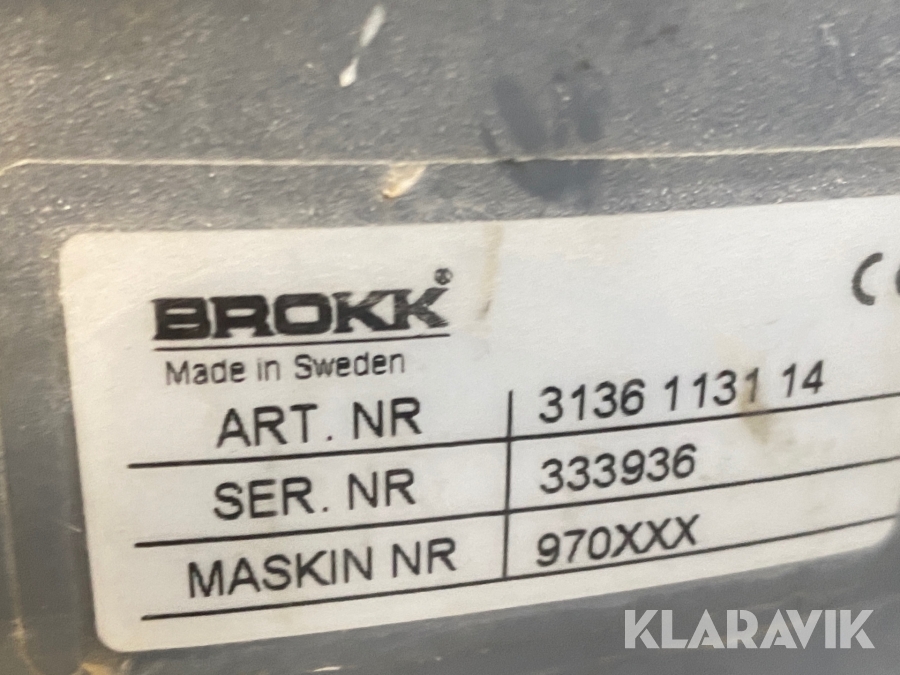 BROKK®
Made in Sweden
ART. NR 3136 1131 14
SER. NR 333936
MASKIN NR 970XXX
KLARAVIK